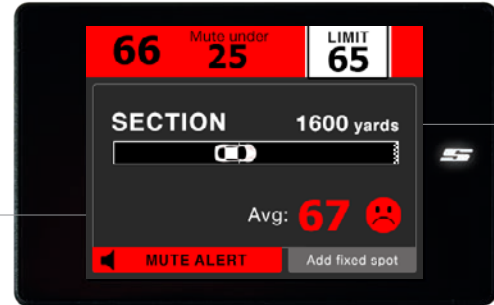 66 Mute under 25 LIMIT 65
SECTION 1600 yards
Avg: 67
MUTE ALERT Add fixed spot